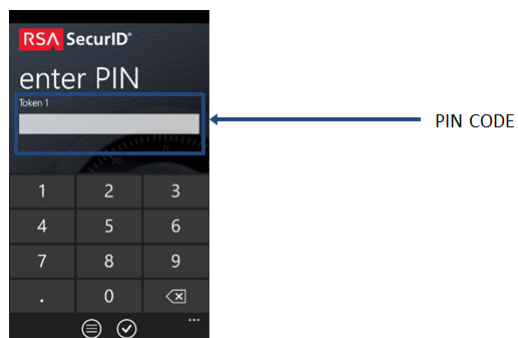 RSA SecurID®
enter PIN
Token 1
PIN CODE
1 2 3
4 5 6
7 8 9
. 0
...